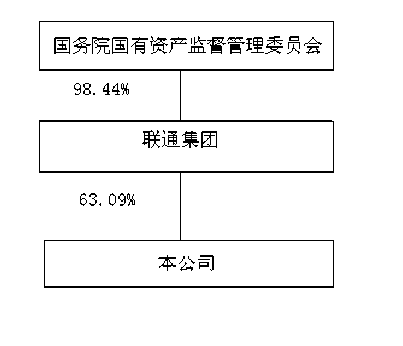 国务院国有资产监督管理委员会
98.44%
联通集团
63.09%
本公司